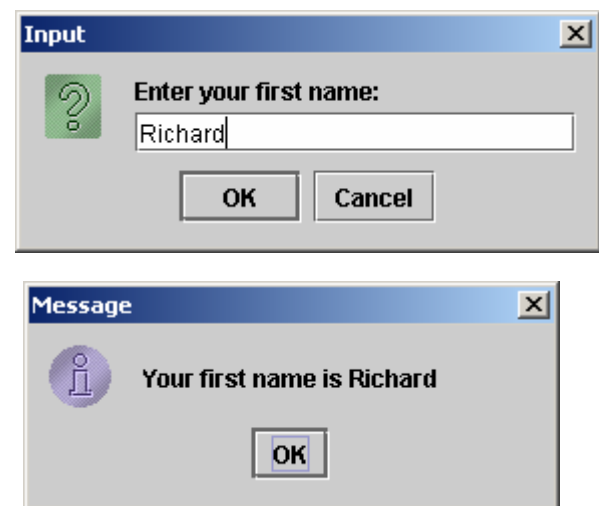 Input
Enter your first name:
Richard
OK Cancel
Message
Your first name is Richard
OK